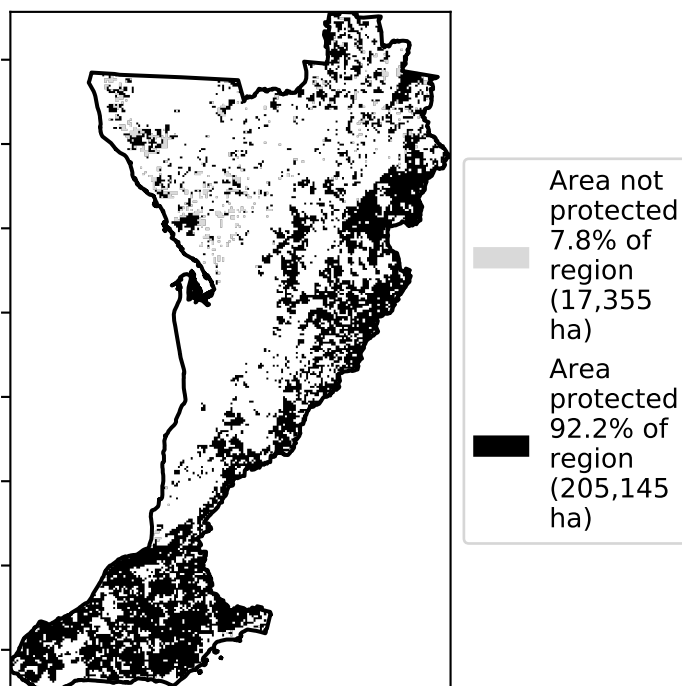 Area not
protected
7.8% of
region
(17,355
ha)
Area
protected
92.2% of
region
(205,145
ha)